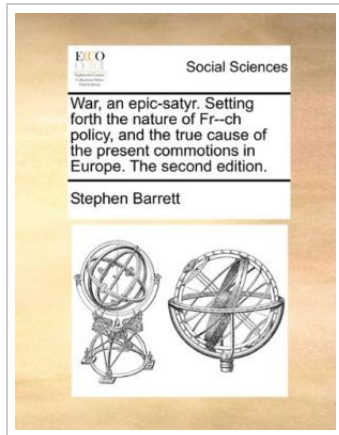 ECCO
Social Sciences
War, an epic-satyr. Setting
forth the nature of Fr--ch
policy, and the true cause of
the present commotions in
Europe. The second edition.
Stephen Barrett